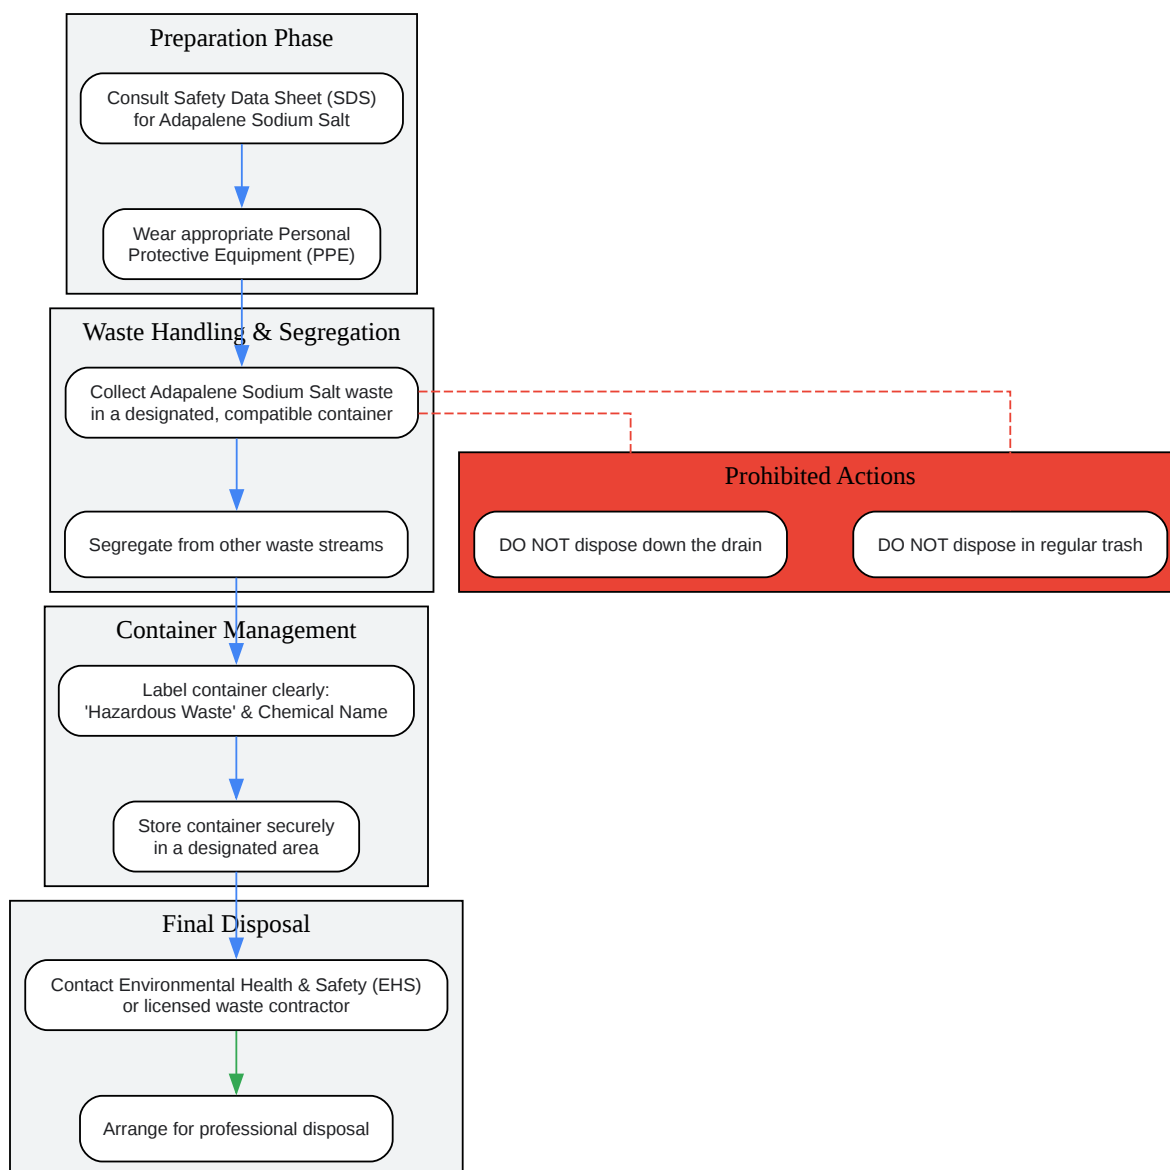 Preparation Phase
Consult Safety Data Sheet (SDS)
for Adapalene Sodium Salt
Wear appropriate Personal
Protective Equipment (PPE)
Waste Handling & Segregation
Collect Adapalene Sodium Salt waste
in a designated, compatible container
Segregate from other waste streams
Prohibited Actions
DO NOT dispose down the drain
DO NOT dispose in regular trash
Container Management
Label container clearly:
'Hazardous Waste' & Chemical Name
Store container securely
in a designated area
Final Disposal
Contact Environmental Health & Safety (EHS)
or licensed waste contractor
Arrange for professional disposal